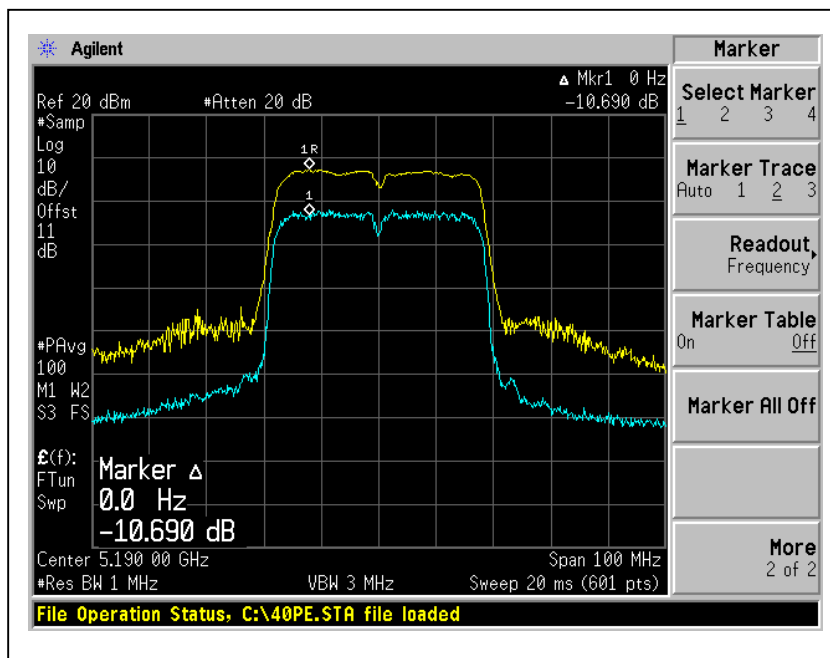 Agilent
Marker
Δ Mkr1 0 Hz
Ref 20 dBm #Atten 20 dB -10.690 dB
#Samp
Log
10
dB/
Offst
11
dB
1R
1
#PAvg
100
M1 W2
S3 FS
£(f):
FTun
Swp
Marker Δ
0.0 Hz
-10.690 dB
Center 5.190 00 GHz Span 100 MHz
#Res BW 1 MHz VBW 3 MHz Sweep 20 ms (601 pts)
File Operation Status, C:\40PE.STA file loaded
Select Marker
1 2 3 4
Marker Trace
Auto 1 2 3
Readout
Frequency
Marker Table
On Off
Marker All Off
More
2 of 2